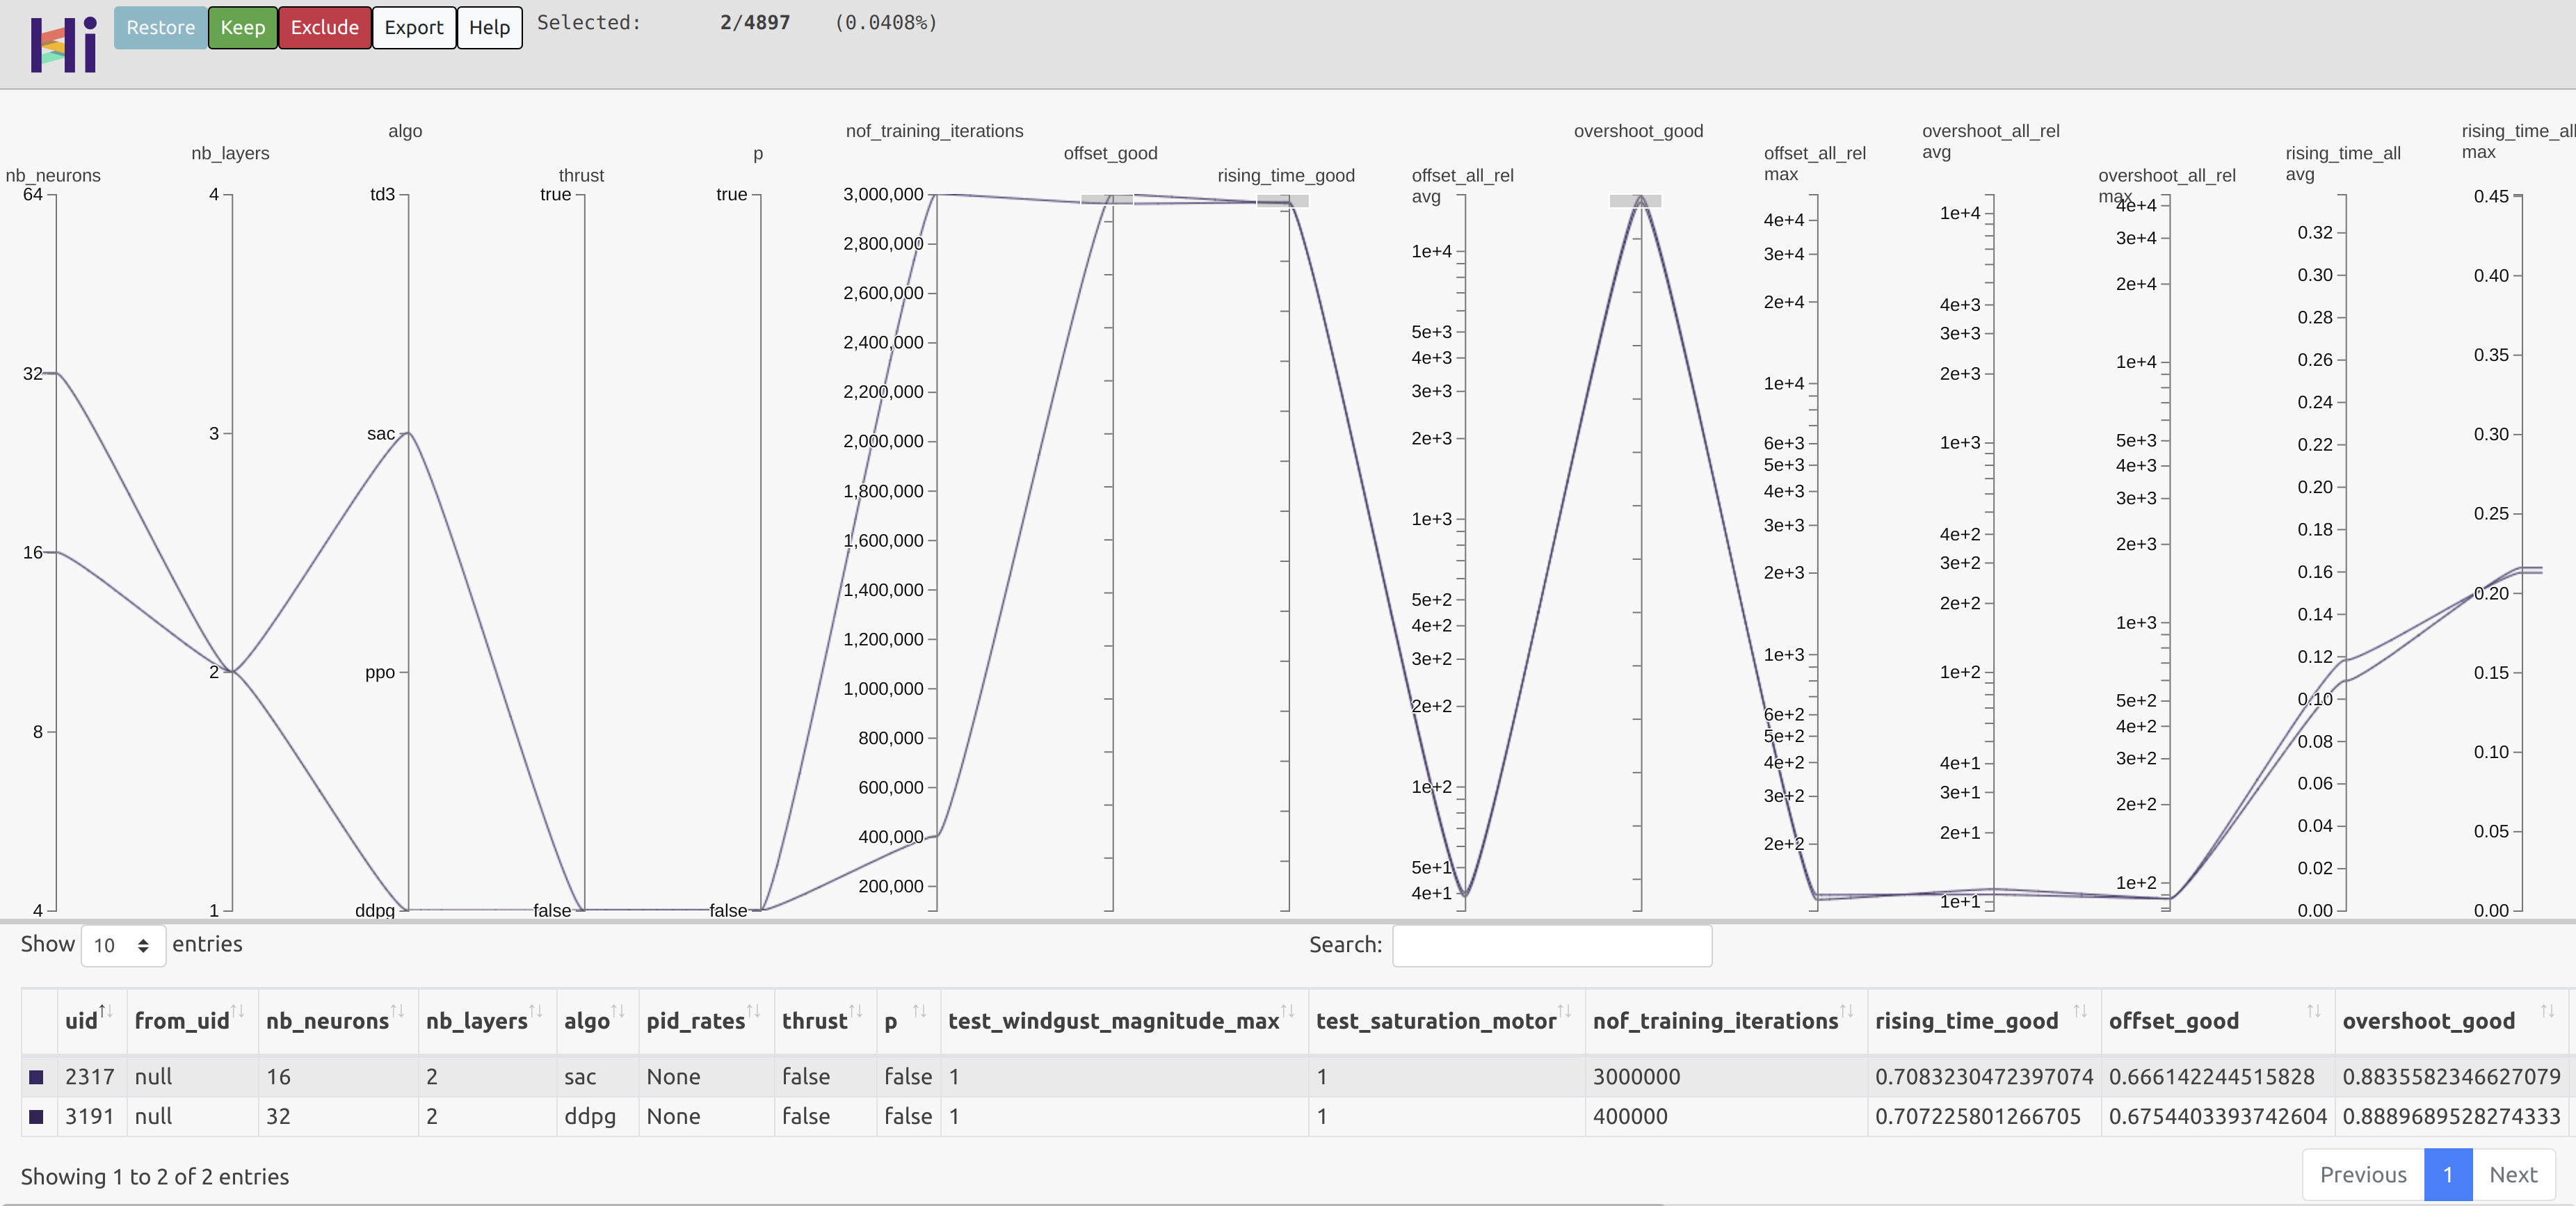 Hi
Restore Keep Exclude Export Help Selected: 2/4897 (0.0408%)
nb_neurons
64
32
16
8
4
nb_layers
4
3
2
1
algo
td3
sac
ppo
ddpg
thrust
true
false
p
true
false
nof_training_iterations
3,000,000
2,800,000
2,600,000
2,400,000
2,200,000
2,000,000
1,800,000
1,600,000
1,400,000
1,200,000
1,000,000
800,000
600,000
400,000
200,000
offset_good
rising_time_good
offset_all_rel
avg
1e+4
5e+3
4e+3
3e+3
2e+3
1e+3
5e+2
4e+2
3e+2
2e+2
1e+2
5e+1
4e+1
overshoot_good
offset_all_rel
max
4e+4
3e+4
2e+4
1e+4
6e+3
5e+3
4e+3
3e+3
2e+3
1e+3
6e+2
5e+2
4e+2
3e+2
2e+2
overshoot_all_rel
avg
1e+4
4e+3
3e+3
2e+3
1e+3
4e+2
3e+2
2e+2
1e+2
4e+1
3e+1
2e+1
1e+1
overshoot_all_rel
max
4e+4
3e+4
2e+4
1e+4
5e+3
4e+3
3e+3
2e+3
1e+3
5e+2
4e+2
3e+2
2e+2
1e+2
rising_time_all
avg
0.32
0.30
0.28
0.26
0.24
0.22
0.20
0.18
0.16
0.14
0.12
0.10
0.08
0.06
0.04
0.02
0.00
rising_time_all
max
0.45
0.40
0.35
0.30
0.25
0.20
0.15
0.10
0.05
0.00
Show 10 entries Search:
uid from_uid nb_neurons nb_layers algo pid_rates thrust p test_windgust_magnitude_max test_saturation_motor nof_training_iterations rising_time_good offset_good overshoot_good
2317 null 16 2 sac None false false 1 1 3000000 0.7083230472397074 0.666142244515828 0.8835582346627079
3191 null 32 2 ddpg None false false 1 1 400000 0.707225801266705 0.6754403393742604 0.8889689528274333
Showing 1 to 2 of 2 entries
Previous 1 Next